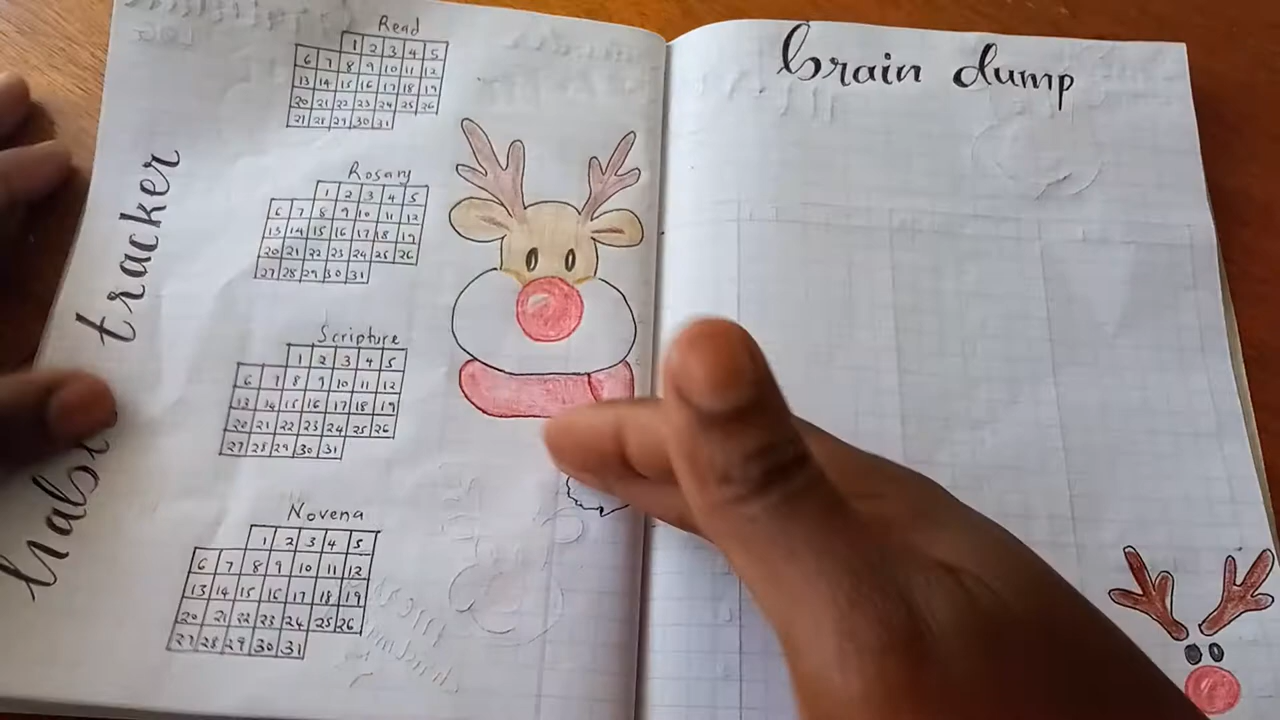 habit tracker
Read
1 2 3 4 5
6 7 8 9 10 11 12
13 14 15 16 17 18 19
20 21 22 23 24 25 26
21 28 29 30 31
Rosary
1 2 3 4 5
6 7 8 9 10 11 12
13 14 15 16 17 18 19
20 21 22 23 24 25 26
27 28 29 30 31
Scripture
1 2 3 4 5
6 7 8 9 10 11 12
13 14 15 16 17 18 19
20 21 22 23 24 25 26
27 28 29 30 31
Novena
1 2 3 4 5
6 7 8 9 10 11 12
13 14 15 16 17 18 19
20 21 22 23 24 25 26
27 28 29 30 31
brain dump